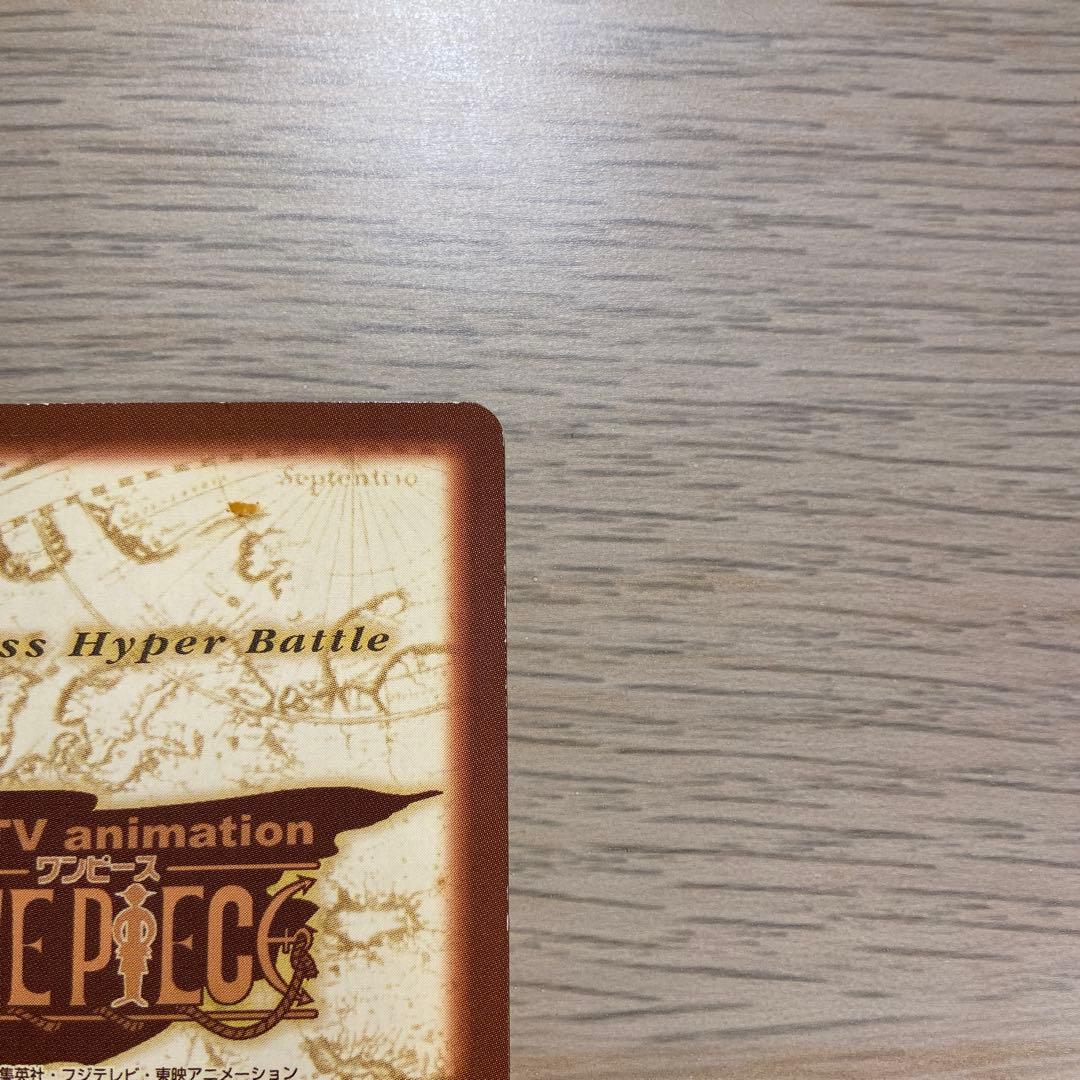 Septentrio
ss Hyper Battle
TV animation
ワンピース
NE PIECE
集英社・フジテレビ・東映アニメーション